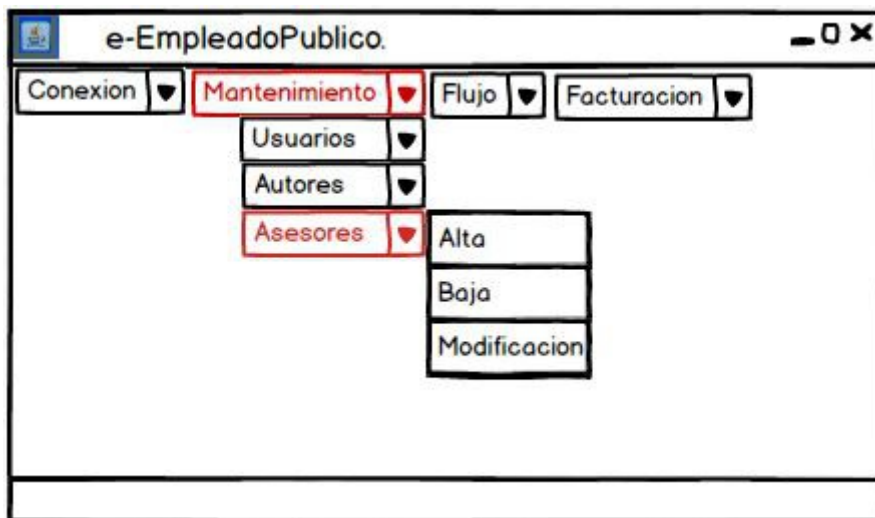 e-EmpleadoPublico.
Conexion Mantenimiento Flujo Facturacion
Usuarios
Autores
Asesores
Alta
Baja
Modificacion